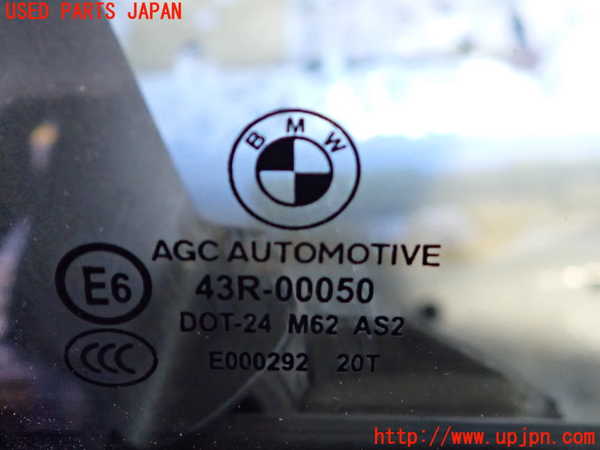 USED PARTS JAPAN
BMW
AGC AUTOMOTIVE
E6
43R-00050
DOT-24 M62 AS2
CCC
E000292 20T
http://www.upjpn.com/